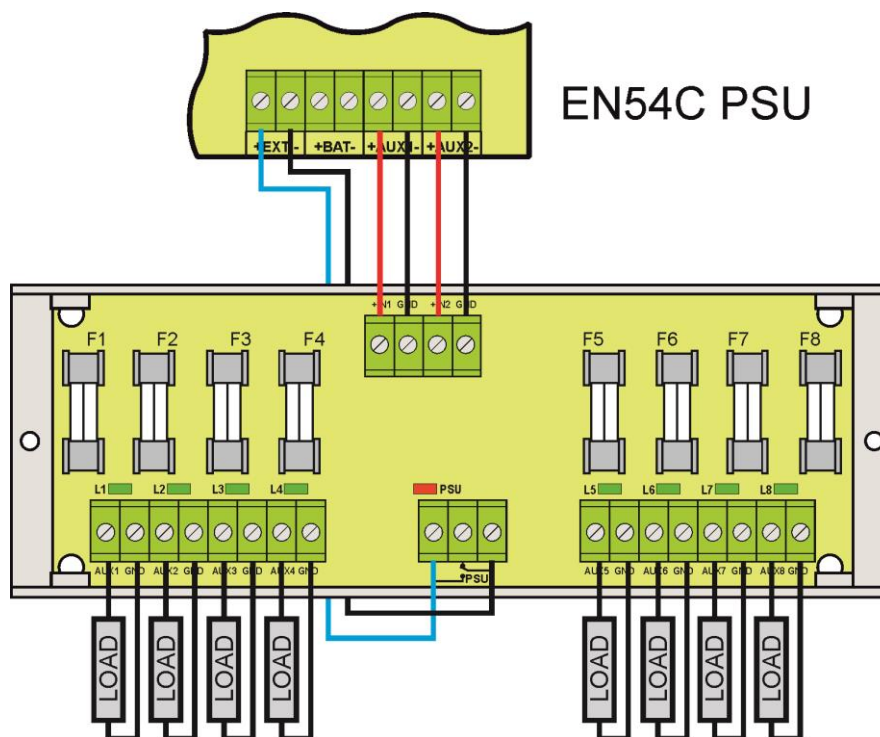 EN54C PSU
+EXT- +BAT- +AUX1- +AUX2-
+IN1 GND +IN2 GND
F1 F2 F3 F4 F5 F6 F7 F8
L1 L2 L3 L4 PSU L5 L6 L7 L8
AUX1 GND AUX2 GND AUX3 GND AUX4 GND PSU AUX5 GND AUX6 GND AUX7 GND AUX8 GND
LOAD LOAD LOAD LOAD LOAD LOAD LOAD LOAD